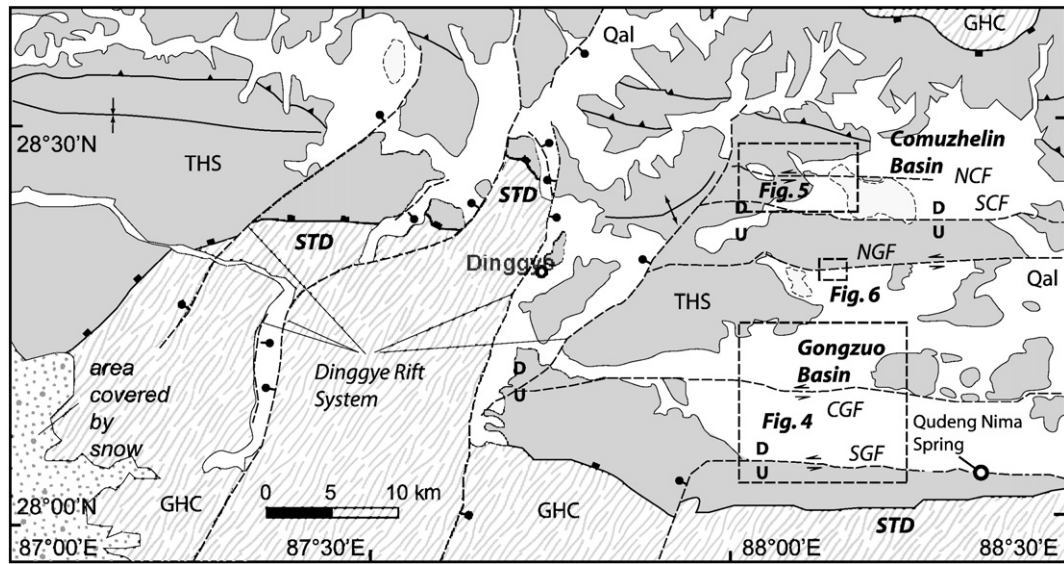 GHC
Qal
28°30'N
THS
Comuzhelin
Basin
NCF
Fig. 5
SCF
STD
STD
D
U
D
U
Dinggye
NGF
Qal
Fig. 6
THS
area
covered
by
snow
Dinggye Rift
System
D
U
Gongzuo
Basin
CGF
Fig. 4
Qudeng Nima
Spring
D
U
SGF
GHC
0 5 10 km
GHC
STD
28°00'N
87°00'E
87°30'E
88°00'E
88°30'E